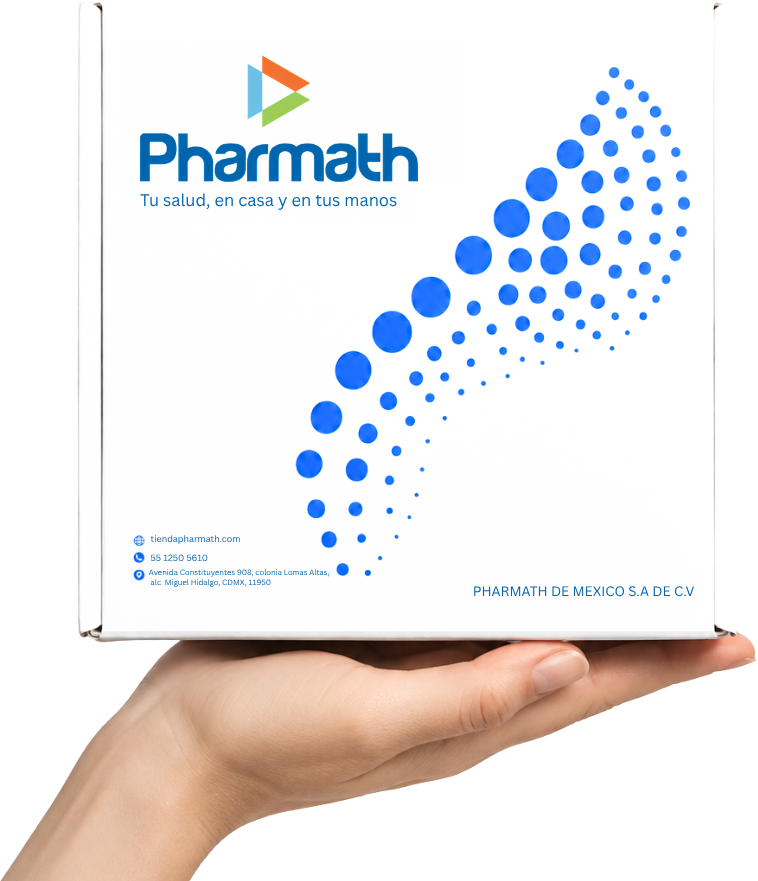 Pharmath
Tu salud, en casa y en tus manos
tiendapharmath.com
55 1250 5610
Avenida Constituyentes 908, colonia Lomas Altas,
alc Miguel Hidalgo, CDMX, 11950
PHARMATH DE MEXICO S.A DE C.V